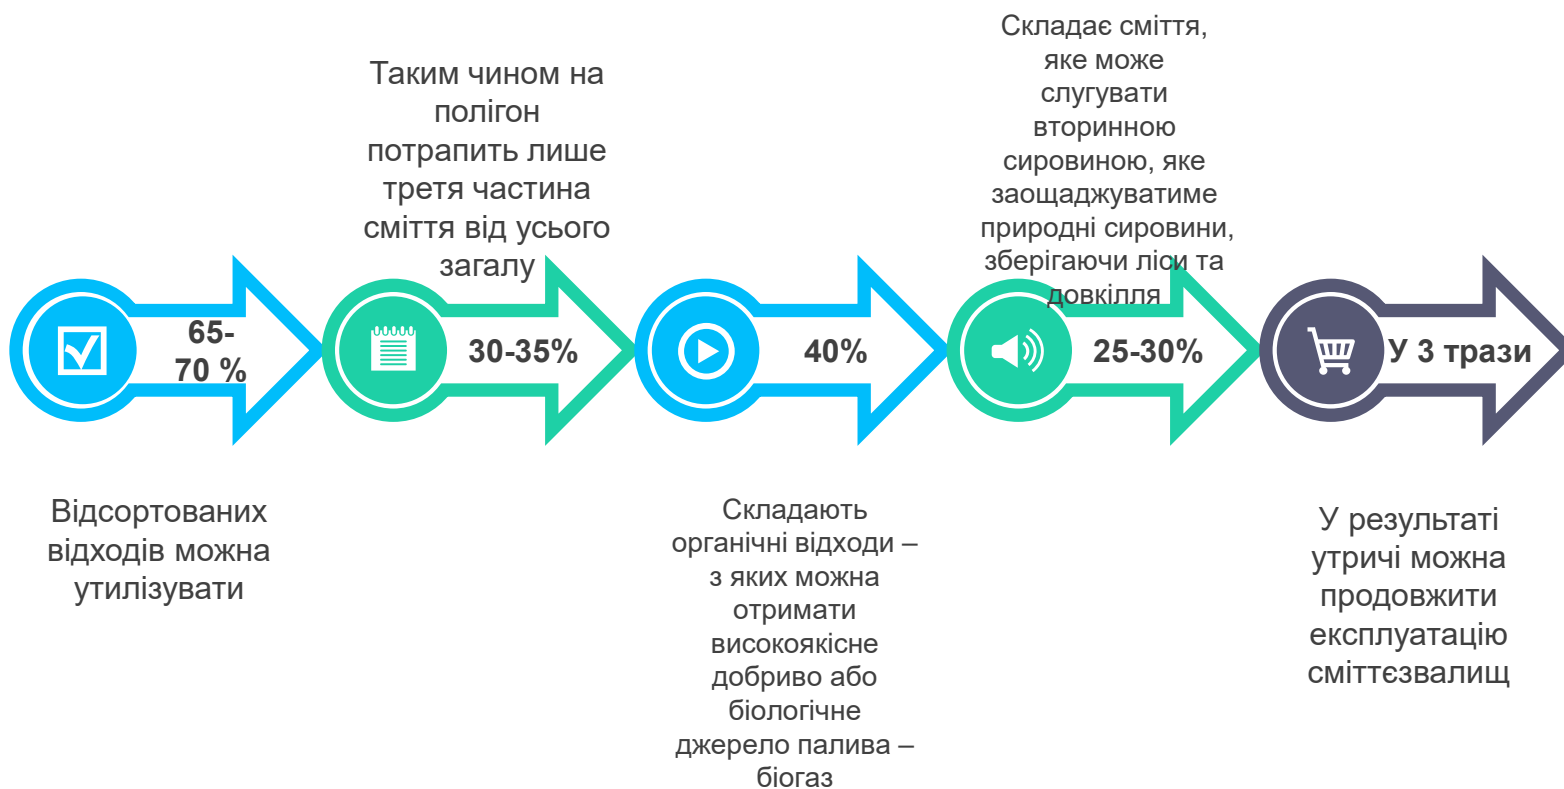 65-
70 %
Відсортованих
відходів можна
утилізувати
Таким чином на
полігон
потрапить лише
третя частина
сміття від усього
загалу
30-35%
40%
Складають
органічні відходи –
з яких можна
отримати
високоякісне
добриво або
біологічне
джерело палива –
біогаз
Складає сміття,
яке може
слугувати
вторинною
сировиною, яке
заощаджуватиме
природні сировини,
зберігаючи ліси та
довкілля
25-30%
У 3 трази
У результаті
утричі можна
продовжити
експлуатацію
сміттєзвалищ